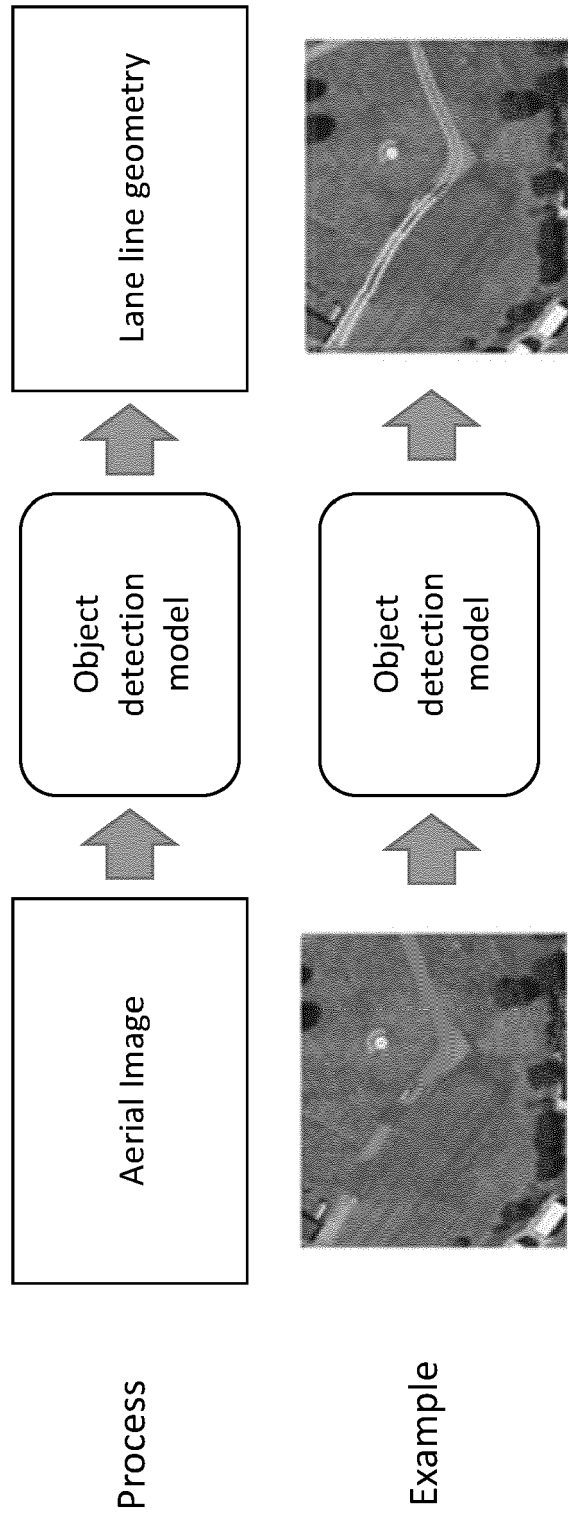 Process
Aerial Image
Object
detection
model
Lane line geometry
Example
Object
detection
model